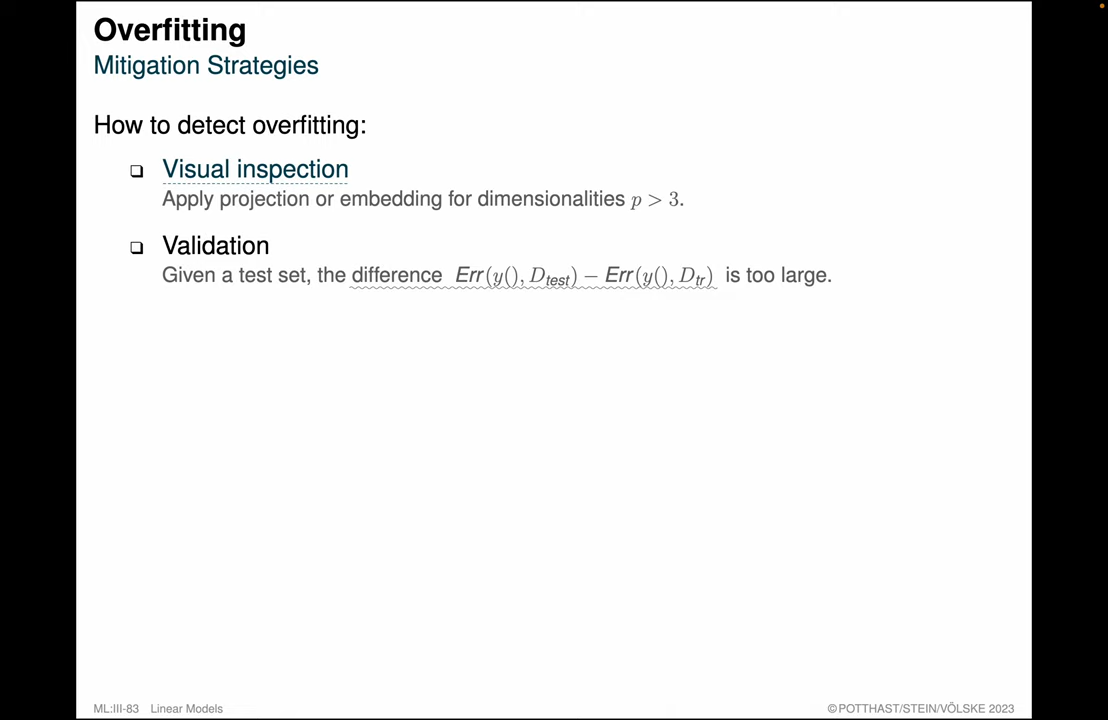 Overfitting
Mitigation Strategies
How to detect overfitting:
❑ Visual inspection
Apply projection or embedding for dimensionalities p > 3.
❑ Validation
Given a test set, the difference Err(y(), D_test) − Err(y(), D_tr) is too large.
ML:III-83 Linear Models
©POTTHAST/STEIN/VÖLSKE 2023